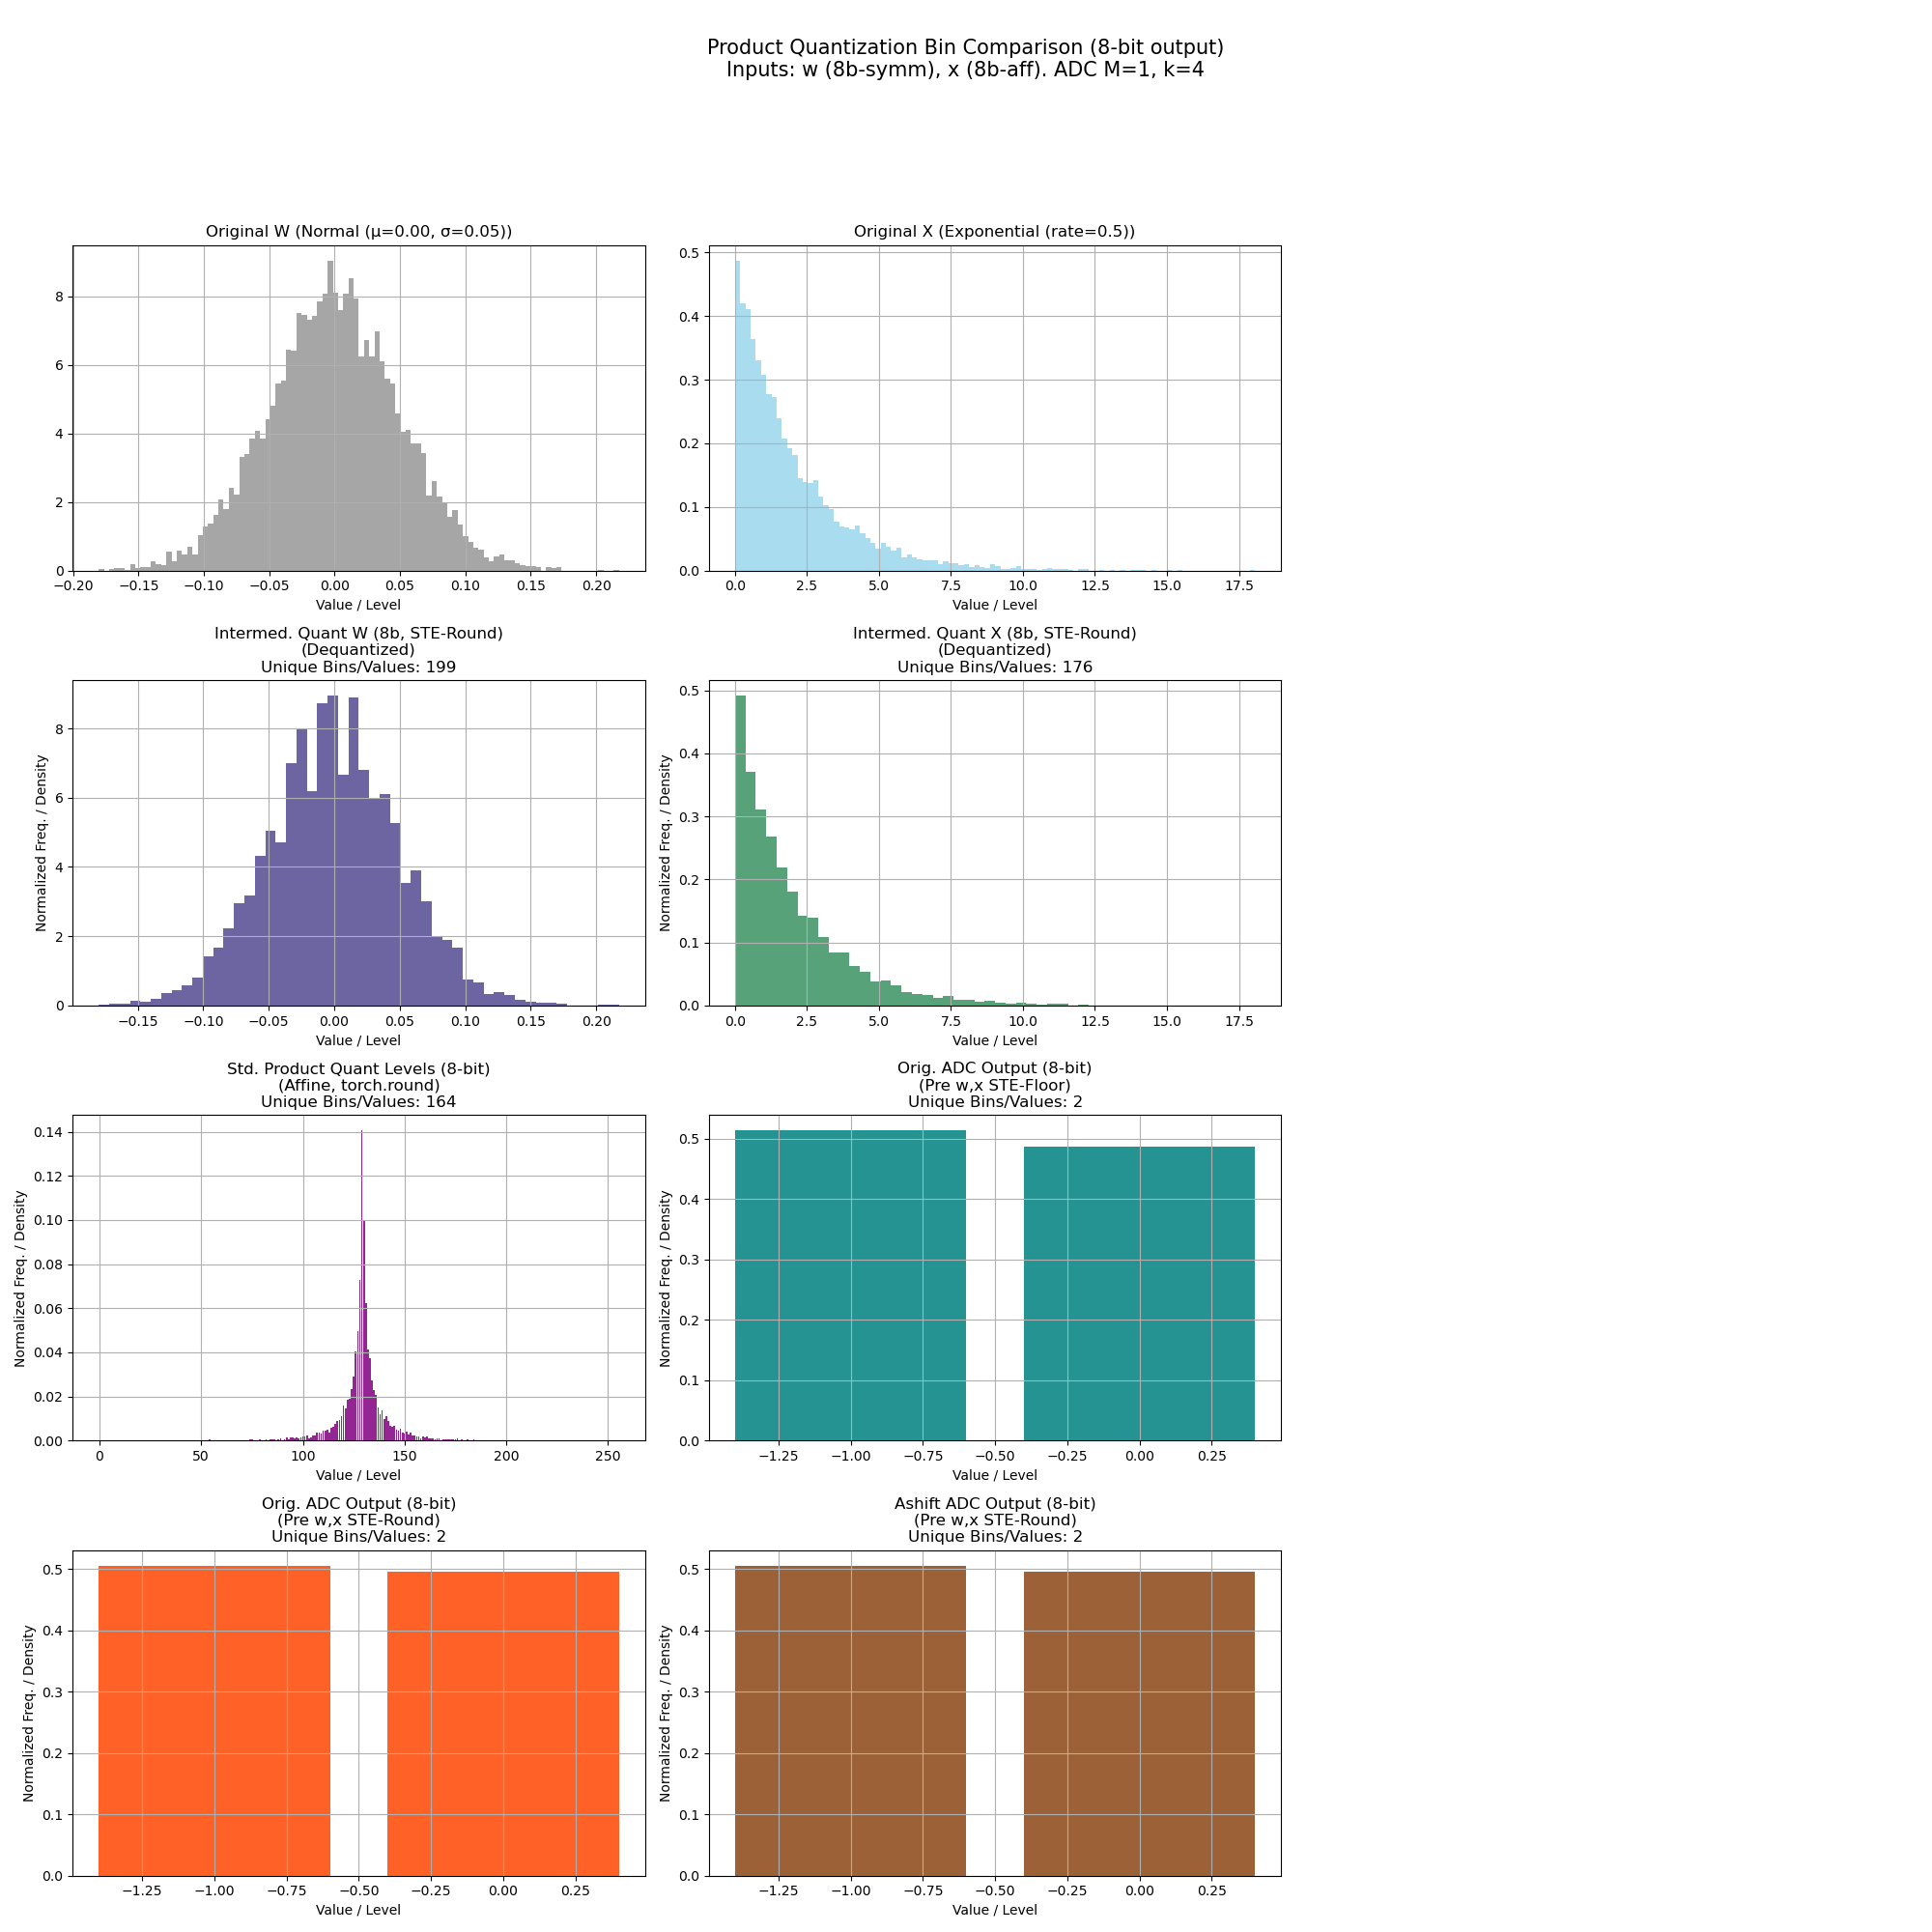 Product Quantization Bin Comparison (8-bit output)
Inputs: w (8b-symm), x (8b-aff). ADC M=1, k=4
Original W (Normal (μ=0.00, σ=0.05))
8
6
4
2
0
−0.20 −0.15 −0.10 −0.05 0.00 0.05 0.10 0.15 0.20
Value / Level
Original X (Exponential (rate=0.5))
0.5
0.4
0.3
0.2
0.1
0.0
0.0 2.5 5.0 7.5 10.0 12.5 15.0 17.5
Value / Level
Intermed. Quant W (8b, STE-Round)
(Dequantized)
Unique Bins/Values: 199
Normalized Freq. / Density
8
6
4
2
0
−0.15 −0.10 −0.05 0.00 0.05 0.10 0.15 0.20
Value / Level
Intermed. Quant X (8b, STE-Round)
(Dequantized)
Unique Bins/Values: 176
Normalized Freq. / Density
0.5
0.4
0.3
0.2
0.1
0.0
0.0 2.5 5.0 7.5 10.0 12.5 15.0 17.5
Value / Level
Std. Product Quant Levels (8-bit)
(Affine, torch.round)
Unique Bins/Values: 164
Normalized Freq. / Density
0.14
0.12
0.10
0.08
0.06
0.04
0.02
0.00
0 50 100 150 200 250
Value / Level
Orig. ADC Output (8-bit)
(Pre w,x STE-Floor)
Unique Bins/Values: 2
Normalized Freq. / Density
0.5
0.4
0.3
0.2
0.1
0.0
−1.25 −1.00 −0.75 −0.50 −0.25 0.00 0.25
Value / Level
Orig. ADC Output (8-bit)
(Pre w,x STE-Round)
Unique Bins/Values: 2
Normalized Freq. / Density
0.5
0.4
0.3
0.2
0.1
0.0
−1.25 −1.00 −0.75 −0.50 −0.25 0.00 0.25
Value / Level
Ashift ADC Output (8-bit)
(Pre w,x STE-Round)
Unique Bins/Values: 2
Normalized Freq. / Density
0.5
0.4
0.3
0.2
0.1
0.0
−1.25 −1.00 −0.75 −0.50 −0.25 0.00 0.25
Value / Level